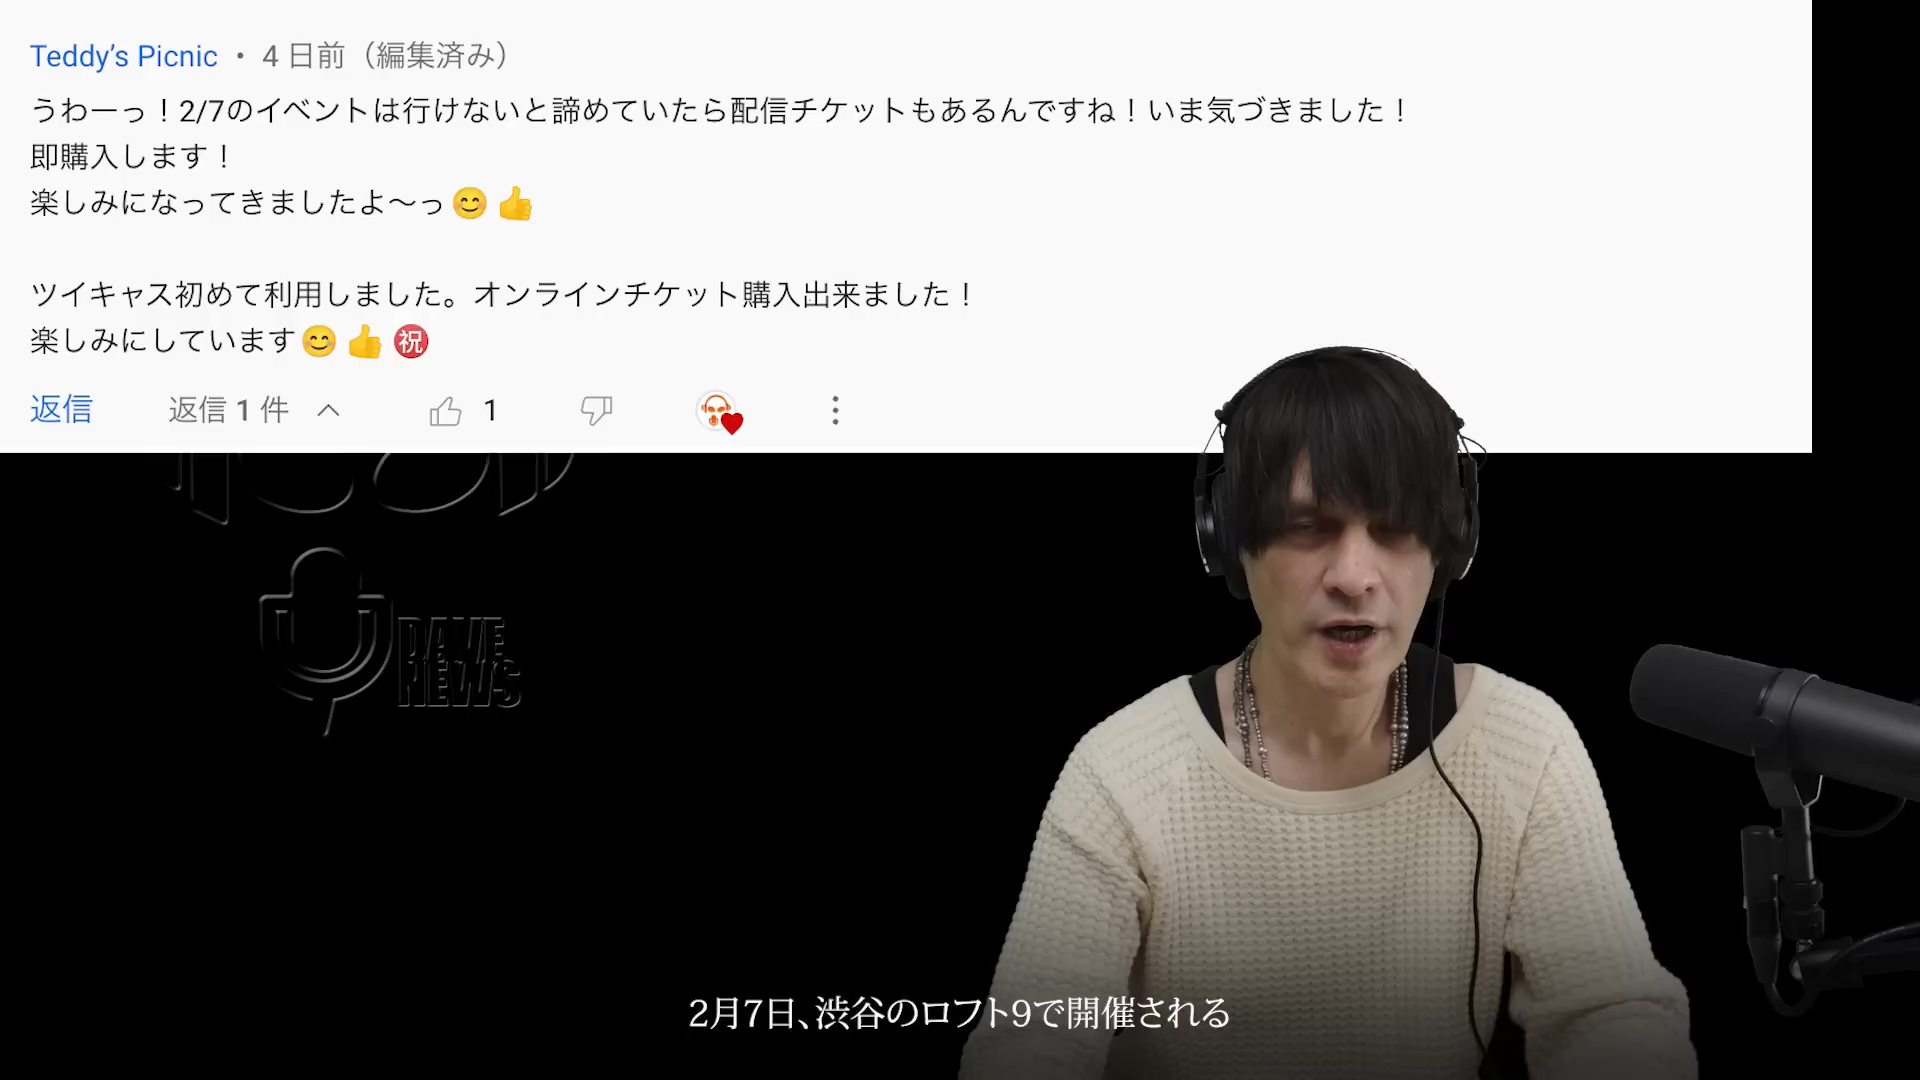 Teddy's Picnic ・ 4 日前（編集済み）
うわーっ！2/7のイベントは行けないと諦めていたら配信チケットもあるんですね！いま気づきました！
即購入します！
楽しみになってきましたよ〜っ😊👍
ツイキャス初めて利用しました。オンラインチケット購入出来ました！
楽しみにしています😊👍㊗️
返信 返信 1 件 1
DAVE
NEWS
2月7日、渋谷のロフト9で開催される